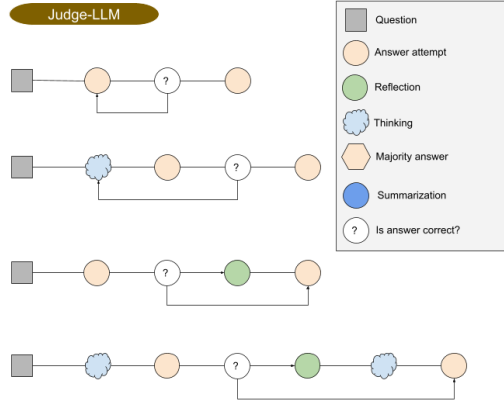 Judge-LLM
Question
Answer attempt
Reflection
Thinking
Majority answer
Summarization
? Is answer correct?
?
?
?
?